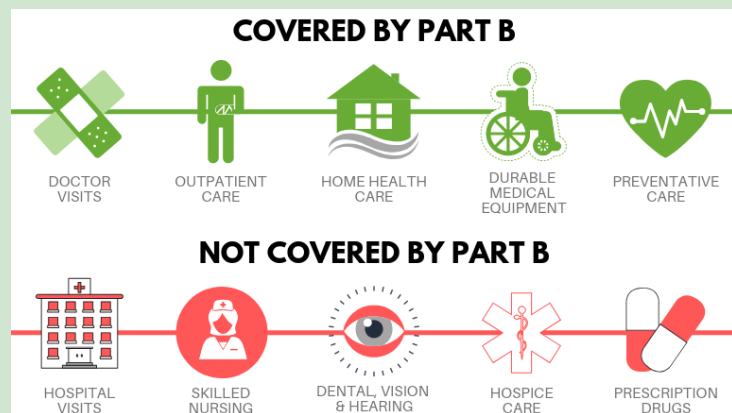 COVERED BY PART B
DOCTOR
VISITS
OUTPATIENT
CARE
HOME HEALTH
CARE
DURABLE
MEDICAL
EQUIPMENT
PREVENTATIVE
CARE
NOT COVERED BY PART B
HOSPITAL
VISITS
SKILLED
NURSING
DENTAL, VISION
& HEARING
HOSPICE
CARE
PRESCRIPTION
DRUGS